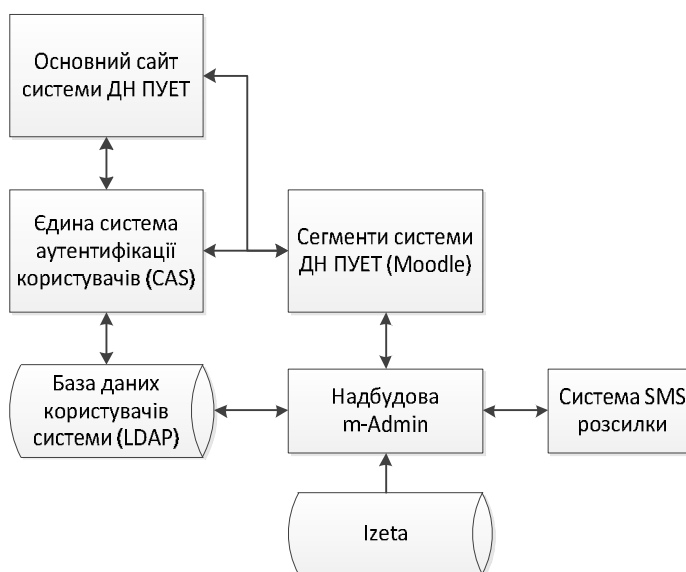 Основний сайт
системи ДН ПУЕТ
Єдина система
аутентифікації
користувачів (CAS)
Сегменти системи
ДН ПУЕТ (Moodle)
База даних
користувачів
системи (LDAP)
Надбудова
m-Admin
Система SMS
розсилки
Izeta